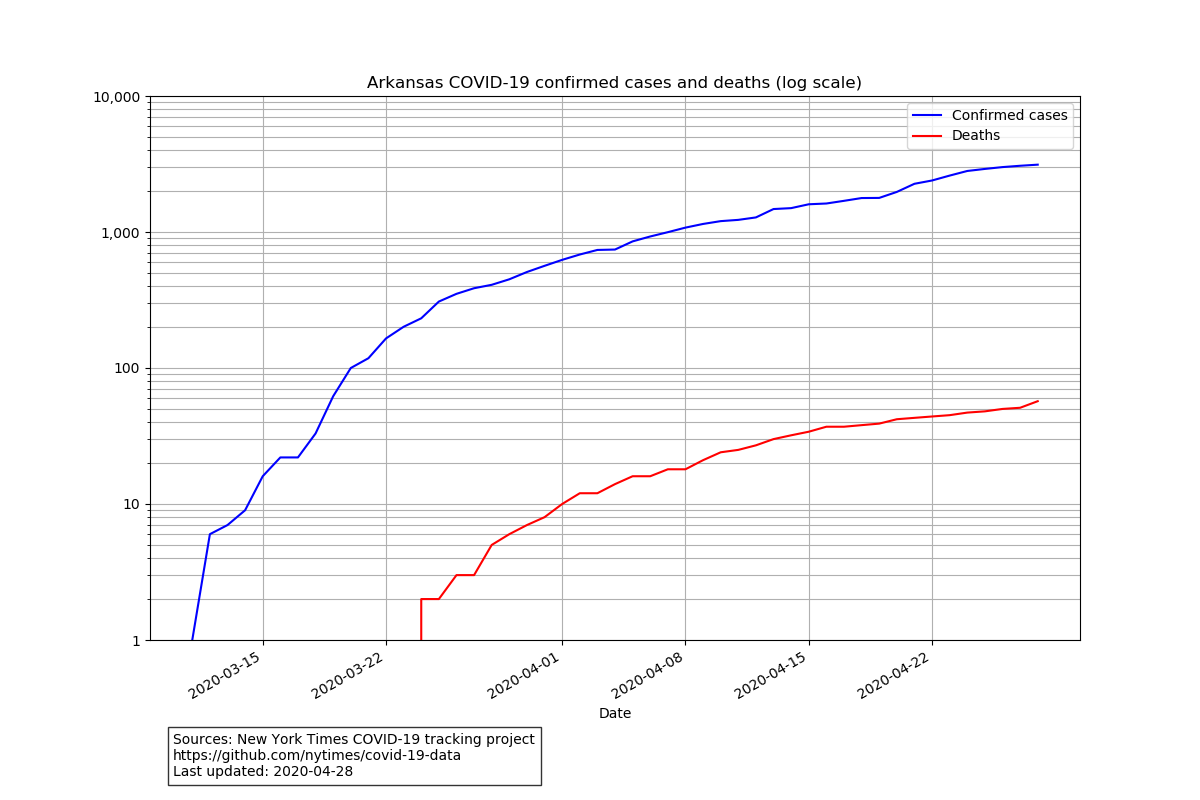 Arkansas COVID-19 confirmed cases and deaths (log scale)
10,000
1,000
100
10
1
Confirmed cases
Deaths
2020-03-15
2020-03-22
2020-04-01
2020-04-08
2020-04-15
2020-04-22
Date
Sources: New York Times COVID-19 tracking project
https://github.com/nytimes/covid-19-data
Last updated: 2020-04-28